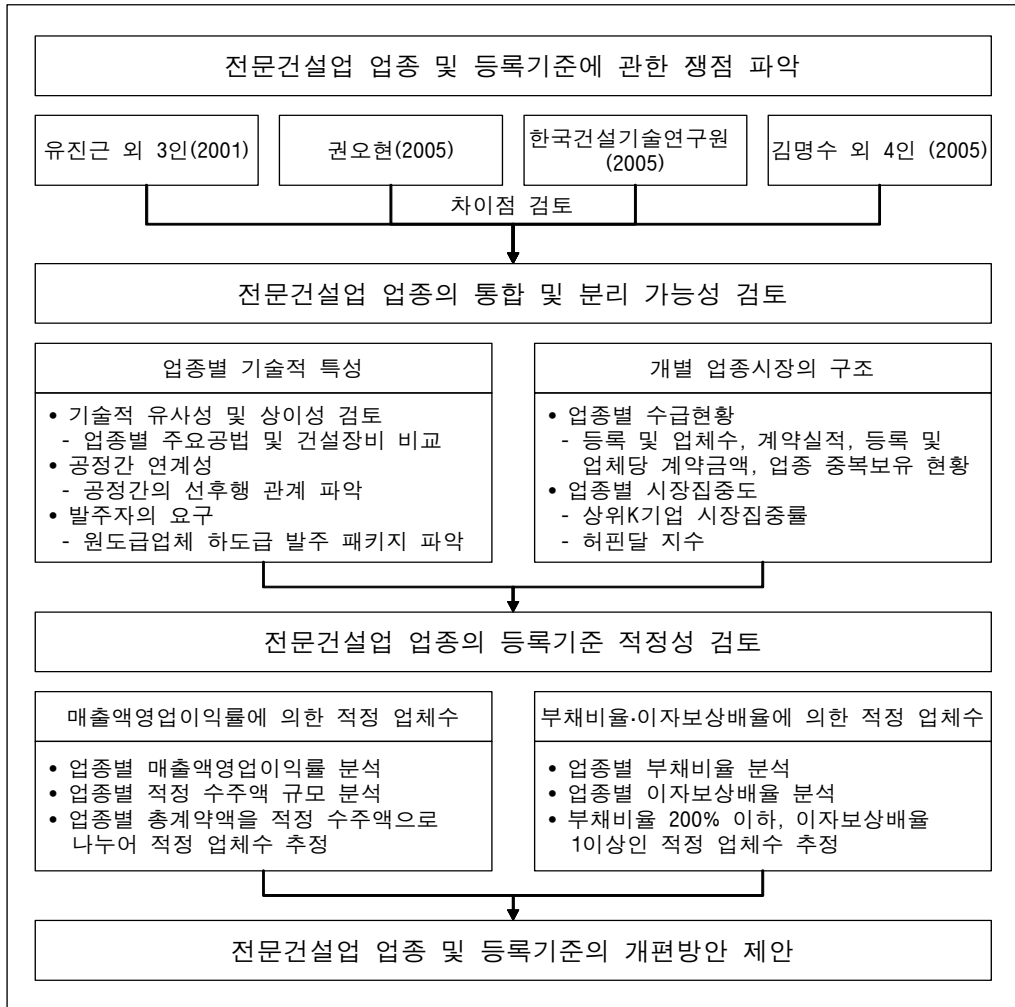 전문건설업 업종 및 등록기준에 관한 쟁점 파악
유진근 외 3인(2001)
권오현(2005)
한국건설기술연구원
(2005)
김명수 외 4인 (2005)
차이점 검토
전문건설업 업종의 통합 및 분리 가능성 검토
업종별 기술적 특성
• 기술적 유사성 및 상이성 검토
- 업종별 주요공법 및 건설장비 비교
• 공정간 연계성
- 공정간의 선후행 관계 파악
• 발주자의 요구
- 원도급업체 하도급 발주 패키지 파악
개별 업종시장의 구조
• 업종별 수급현황
- 등록 및 업체수, 계약실적, 등록 및
업체당 계약금액, 업종 중복보유 현황
• 업종별 시장집중도
- 상위K기업 시장집중률
- 허핀달 지수
전문건설업 업종의 등록기준 적정성 검토
매출액영업이익률에 의한 적정 업체수
• 업종별 매출액영업이익률 분석
• 업종별 적정 수주액 규모 분석
• 업종별 총계약액을 적정 수주액으로
나누어 적정 업체수 추정
부채비율·이자보상배율에 의한 적정 업체수
• 업종별 부채비율 분석
• 업종별 이자보상배율 분석
• 부채비율 200% 이하, 이자보상배율
1이상인 적정 업체수 추정
전문건설업 업종 및 등록기준의 개편방안 제안